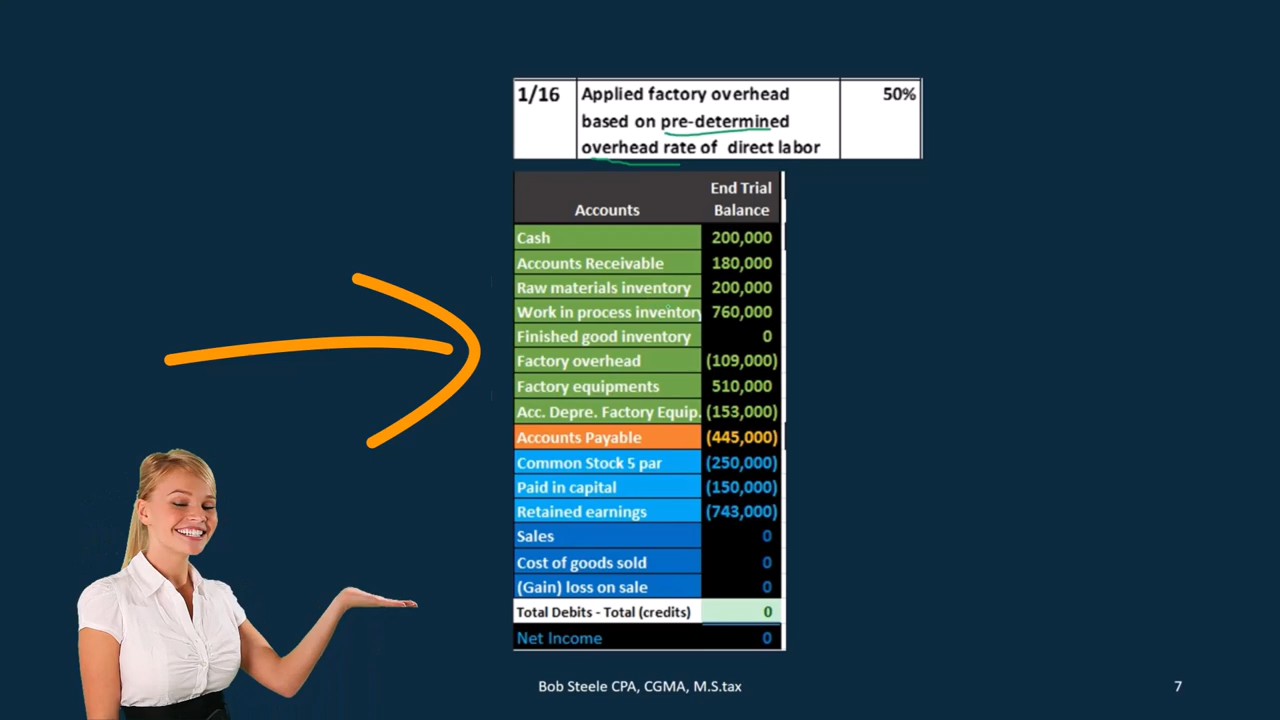 1/16 Applied factory overhead 50%
based on pre-determined
overhead rate of direct labor
End Trial
Accounts Balance
Cash 200,000
Accounts Receivable 180,000
Raw materials inventory 200,000
Work in process inventory 760,000
Finished good inventory 0
Factory overhead (109,000)
Factory equipments 510,000
Acc. Depre. Factory Equip. (153,000)
Accounts Payable (445,000)
Common Stock 5 par (250,000)
Paid in capital (150,000)
Retained earnings (743,000)
Sales 0
Cost of goods sold 0
(Gain) loss on sale 0
Total Debits - Total (credits) 0
Net Income 0
Bob Steele CPA, CGMA, M.S.tax 7